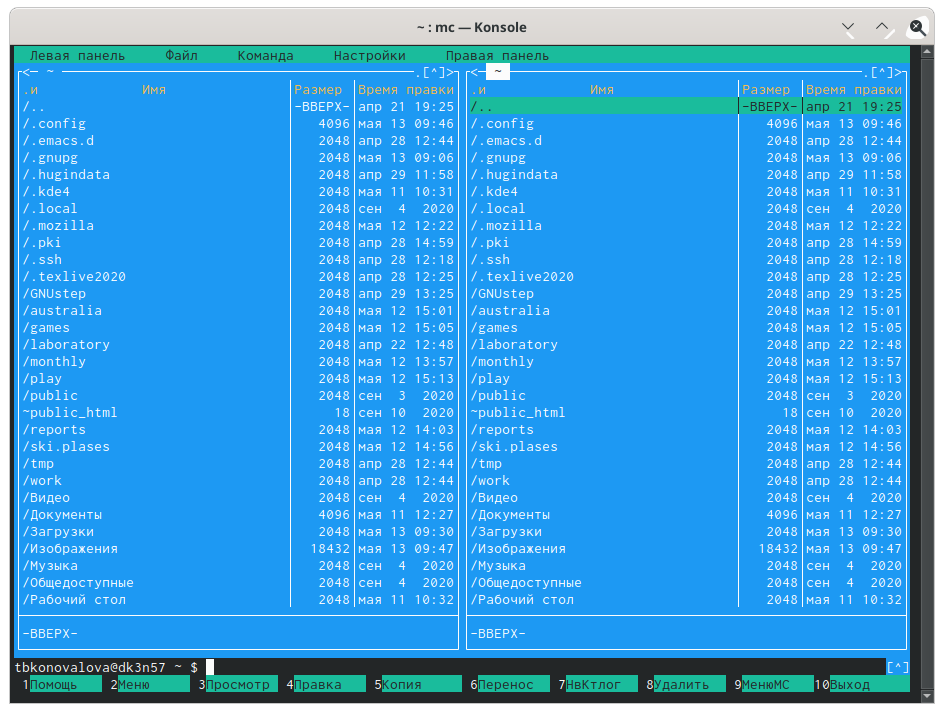 ~ : mc — Konsole
Левая панель Файл Команда Настройки Правая панель
<─ ~ .[^]> <─ ~ .[^]>
.и Имя Размер Время правки .и Имя Размер Время правки
/.. -ВВЕРХ- апр 21 19:25 /.. -ВВЕРХ- апр 21 19:25
/.config 4096 мая 13 09:46 /.config 4096 мая 13 09:46
/.emacs.d 2048 апр 28 12:44 /.emacs.d 2048 апр 28 12:44
/.gnupg 2048 мая 13 09:06 /.gnupg 2048 мая 13 09:06
/.hugindata 2048 апр 29 11:58 /.hugindata 2048 апр 29 11:58
/.kde4 2048 мая 11 10:31 /.kde4 2048 мая 11 10:31
/.local 2048 сен 4 2020 /.local 2048 сен 4 2020
/.mozilla 2048 мая 12 12:22 /.mozilla 2048 мая 12 12:22
/.pki 2048 апр 28 14:59 /.pki 2048 апр 28 14:59
/.ssh 2048 апр 28 12:18 /.ssh 2048 апр 28 12:18
/.texlive2020 2048 апр 28 12:25 /.texlive2020 2048 апр 28 12:25
/GNUstep 2048 апр 29 13:25 /GNUstep 2048 апр 29 13:25
/australia 2048 мая 12 15:01 /australia 2048 мая 12 15:01
/games 2048 мая 12 15:05 /games 2048 мая 12 15:05
/laboratory 2048 апр 22 12:48 /laboratory 2048 апр 22 12:48
/monthly 2048 мая 12 13:57 /monthly 2048 мая 12 13:57
/play 2048 мая 12 15:13 /play 2048 мая 12 15:13
/public 2048 сен 3 2020 /public 2048 сен 3 2020
~public_html 18 сен 10 2020 ~public_html 18 сен 10 2020
/reports 2048 мая 12 14:03 /reports 2048 мая 12 14:03
/ski.plases 2048 мая 12 14:56 /ski.plases 2048 мая 12 14:56
/tmp 2048 апр 28 12:44 /tmp 2048 апр 28 12:44
/work 2048 апр 28 12:44 /work 2048 апр 28 12:44
/Видео 2048 сен 4 2020 /Видео 2048 сен 4 2020
/Документы 4096 мая 11 12:27 /Документы 4096 мая 11 12:27
/Загрузки 2048 мая 13 09:30 /Загрузки 2048 мая 13 09:30
/Изображения 18432 мая 13 09:47 /Изображения 18432 мая 13 09:47
/Музыка 2048 сен 4 2020 /Музыка 2048 сен 4 2020
/Общедоступные 2048 сен 4 2020 /Общедоступные 2048 сен 4 2020
/Рабочий стол 2048 мая 11 10:32 /Рабочий стол 2048 мая 11 10:32
-ВВЕРХ- -ВВЕРХ-
tbkonovalova@dk3n57 ~ $ [^]
1Помощь 2Меню 3Просмотр 4Правка 5Копия 6Перенос 7НвКтлог 8Удалить 9МенюМС 10Выход